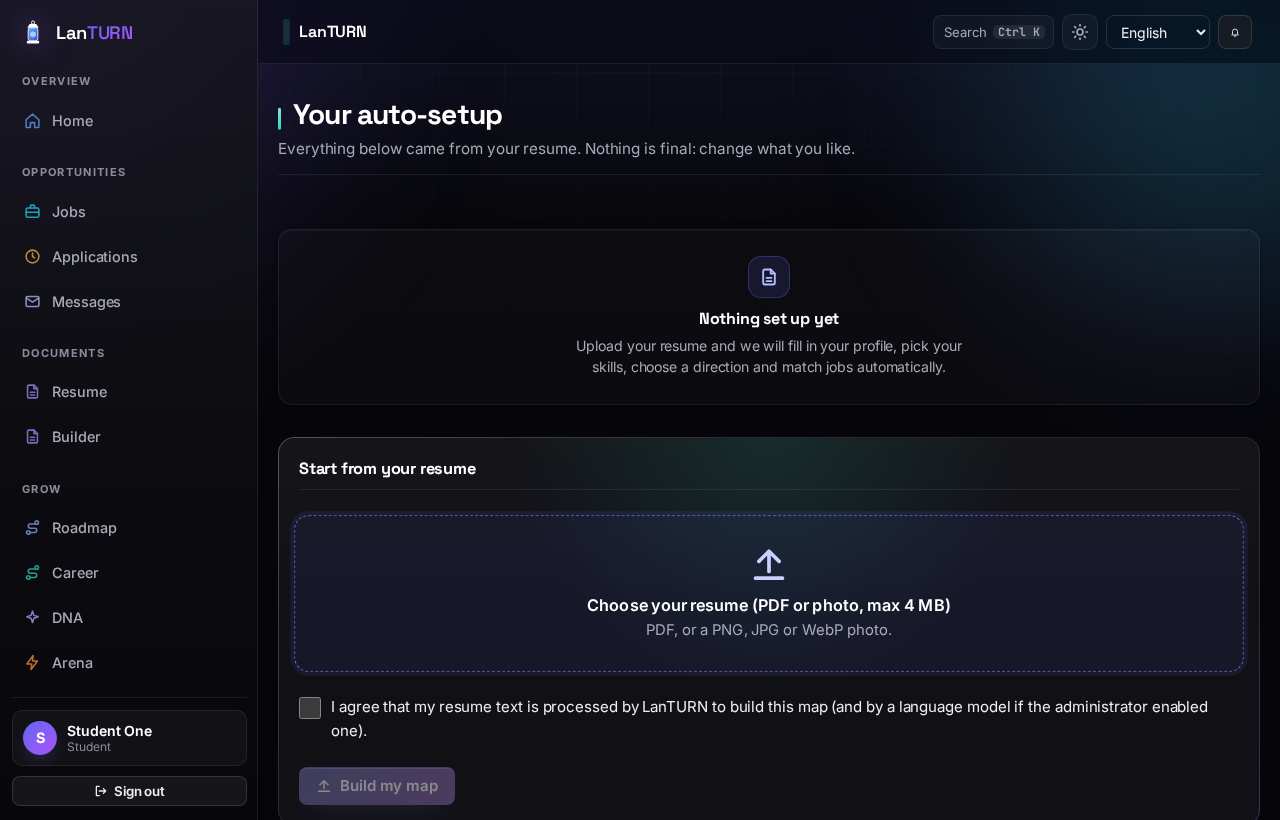 LanTURN
OVERVIEW
Home
OPPORTUNITIES
Jobs
Applications
Messages
DOCUMENTS
Resume
Builder
GROW
Roadmap
Career
DNA
Arena
S
Student One
Student
Sign out
LanTURN
Search Ctrl K
English
Your auto-setup
Everything below came from your resume. Nothing is final: change what you like.
Nothing set up yet
Upload your resume and we will fill in your profile, pick your
skills, choose a direction and match jobs automatically.
Start from your resume
Choose your resume (PDF or photo, max 4 MB)
PDF, or a PNG, JPG or WebP photo.
I agree that my resume text is processed by LanTURN to build this map (and by a language model if the administrator enabled
one).
Build my map